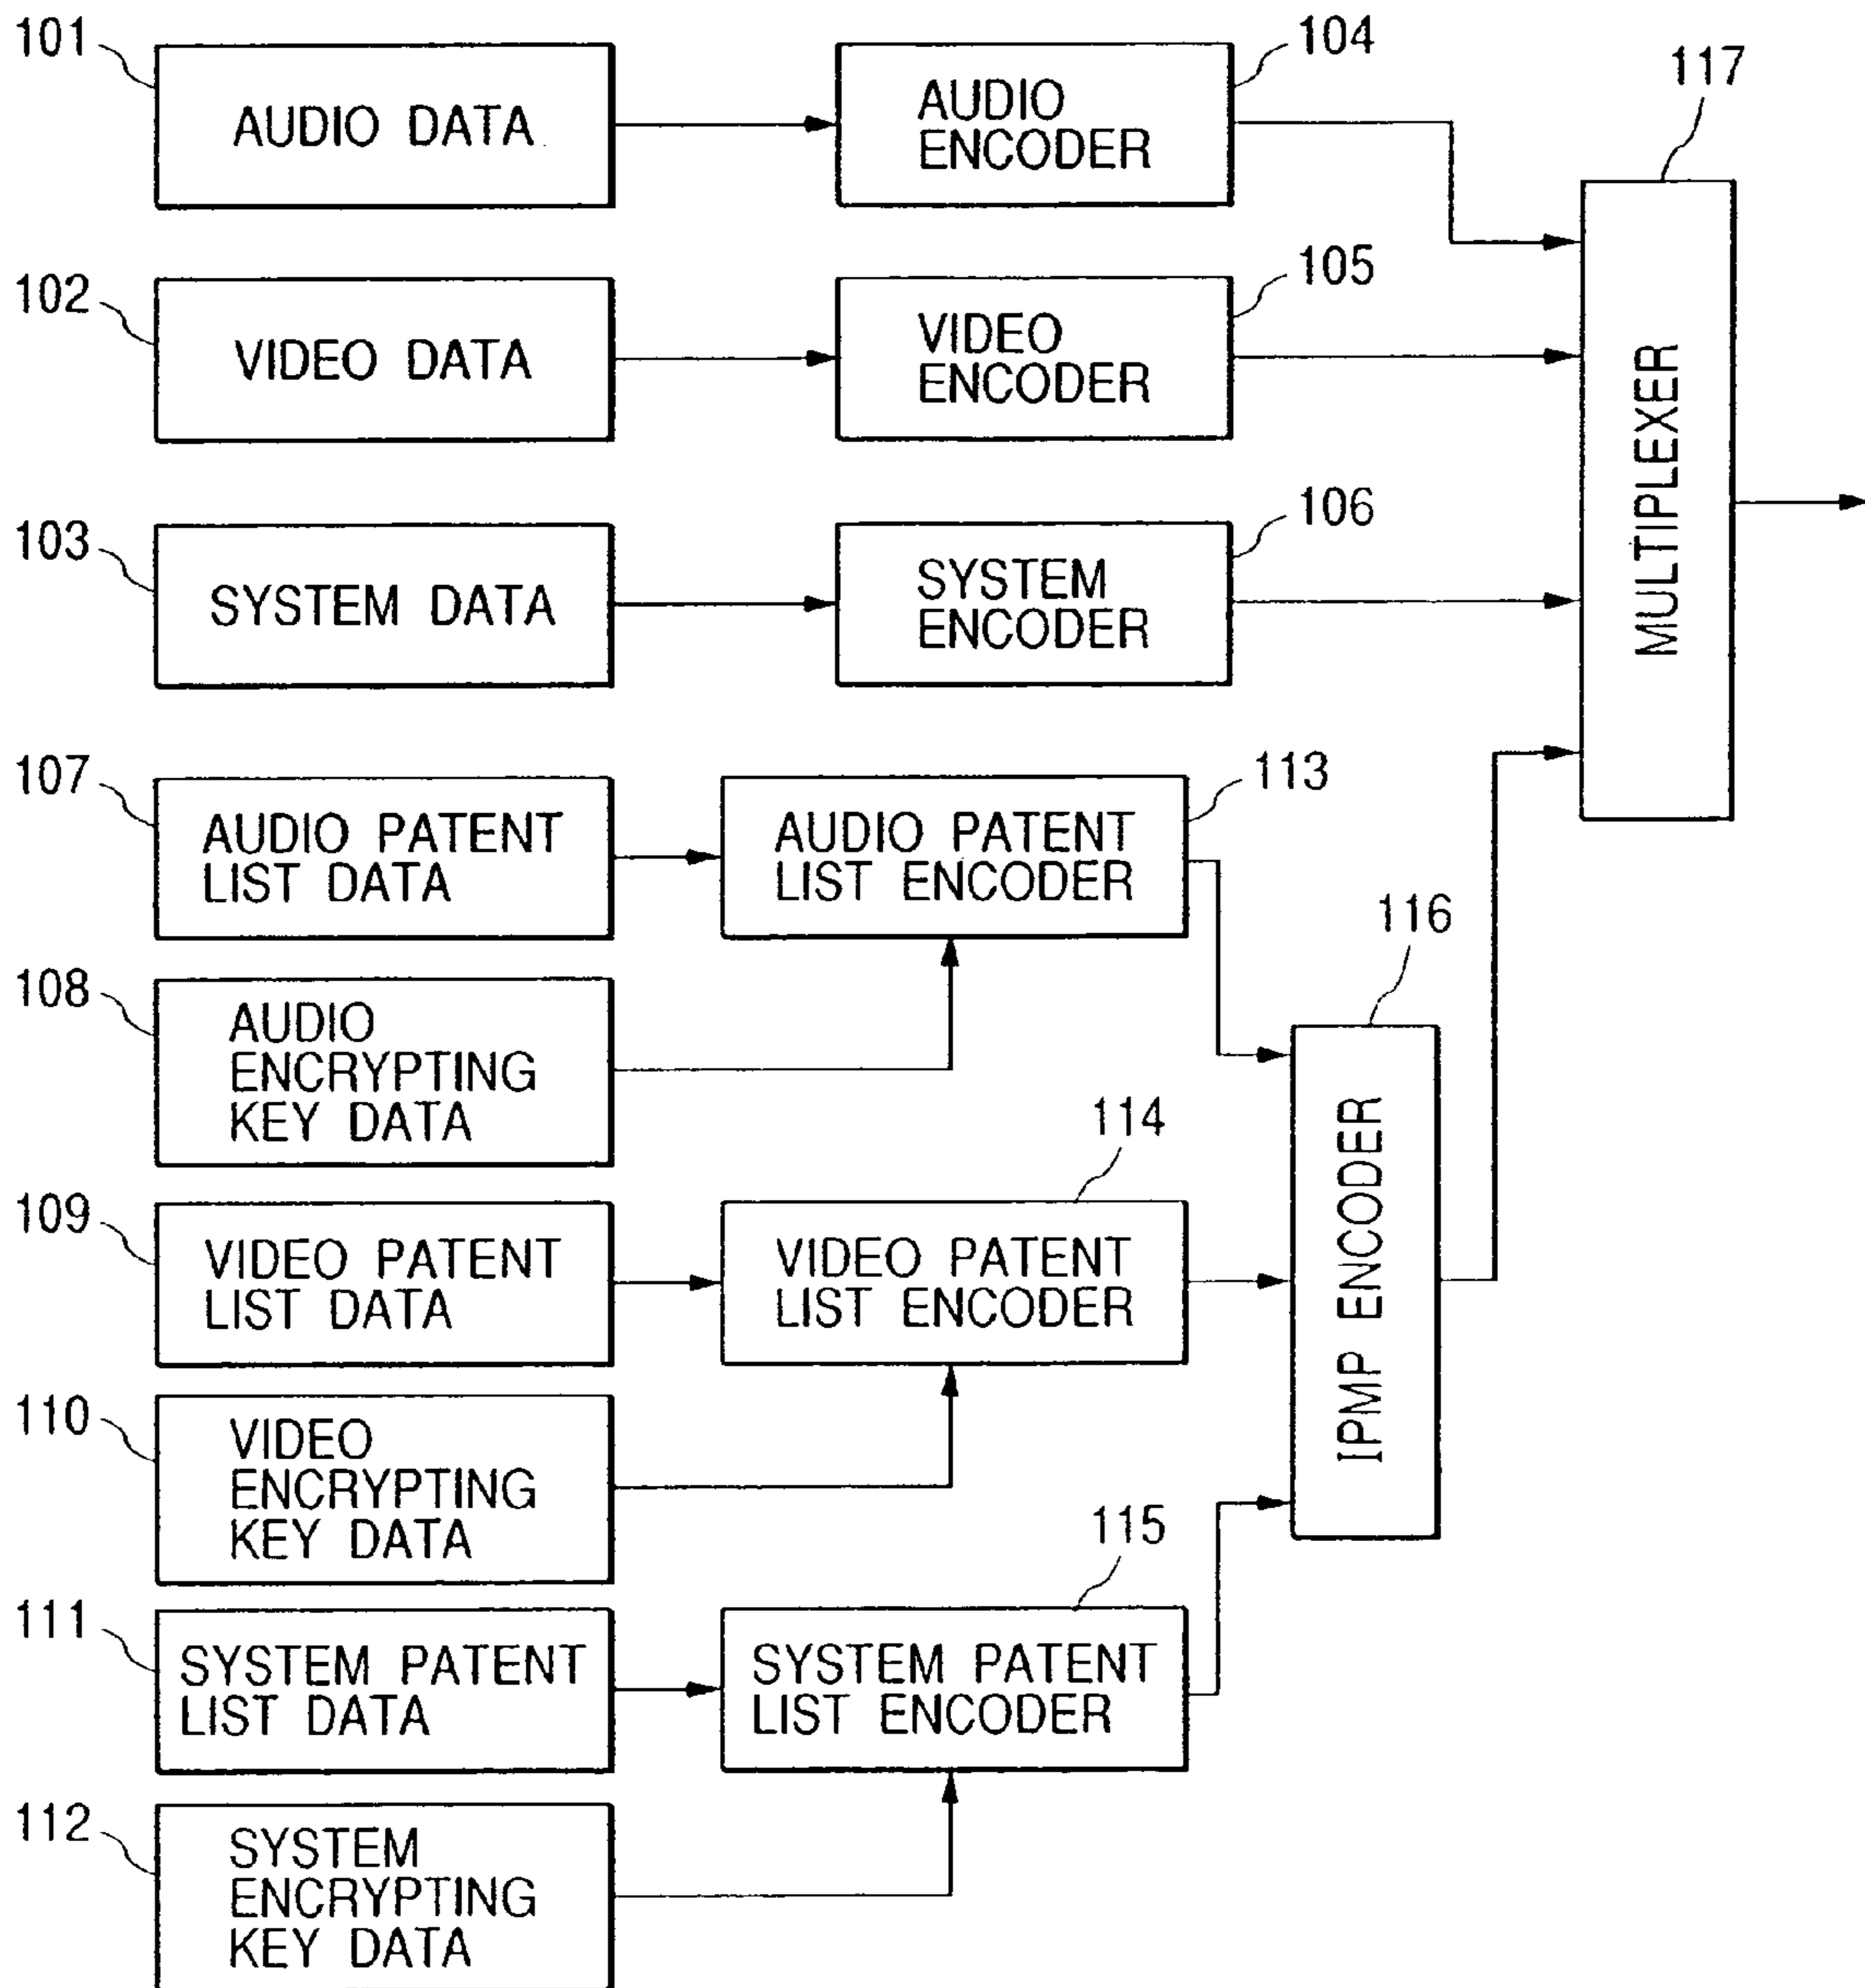 101
AUDIO DATA
104
AUDIO
ENCODER
117
MULTIPLEXER
102
VIDEO DATA
105
VIDEO
ENCODER
103
SYSTEM DATA
106
SYSTEM
ENCODER
107
AUDIO PATENT
LIST DATA
113
AUDIO PATENT
LIST ENCODER
116
IPMP ENCODER
108
AUDIO
ENCRYPTING
KEY DATA
109
VIDEO PATENT
LIST DATA
114
VIDEO PATENT
LIST ENCODER
110
VIDEO
ENCRYPTING
KEY DATA
111
SYSTEM PATENT
LIST DATA
115
SYSTEM PATENT
LIST ENCODER
112
SYSTEM
ENCRYPTING
KEY DATA